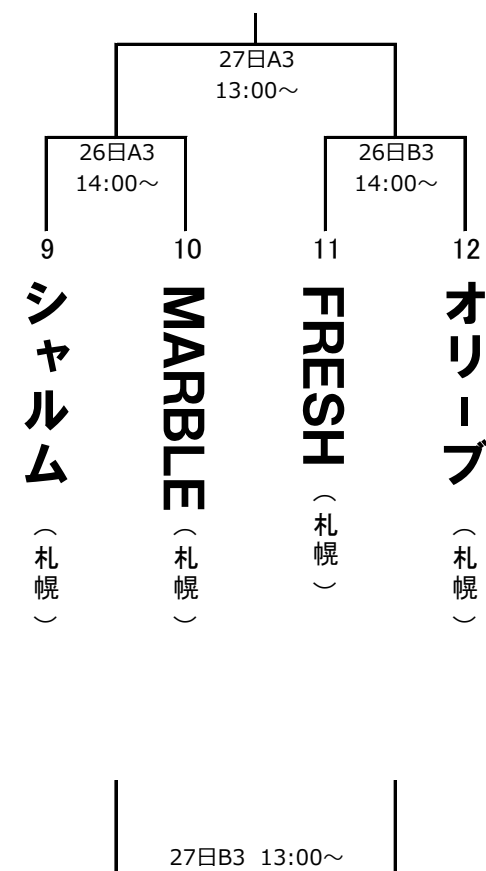 27日A3
13:00～
26日A3
14:00～
26日B3
14:00～
9
10
11
12
シャルム（札幌）
MARBLE（札幌）
FRESH（札幌）
オリーブ（札幌）
27日B3 13:00～